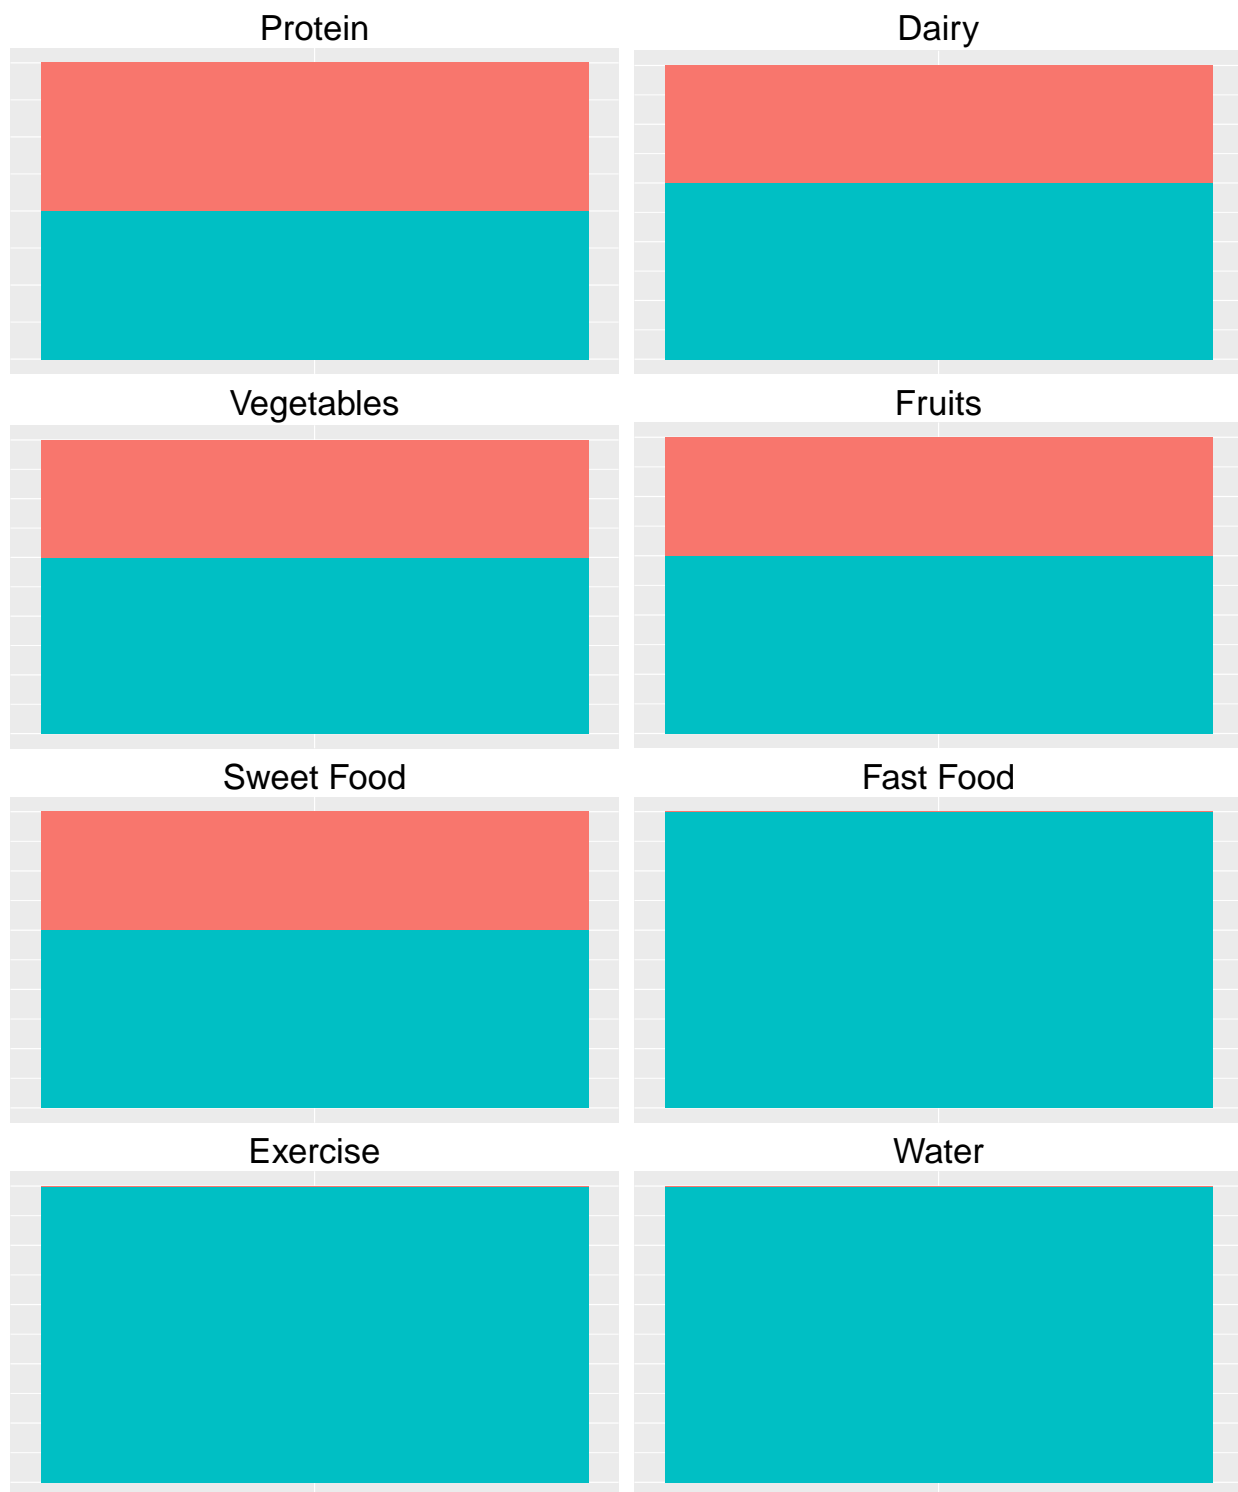 Protein
Dairy
Vegetables
Fruits
Sweet Food
Fast Food
Exercise
Water